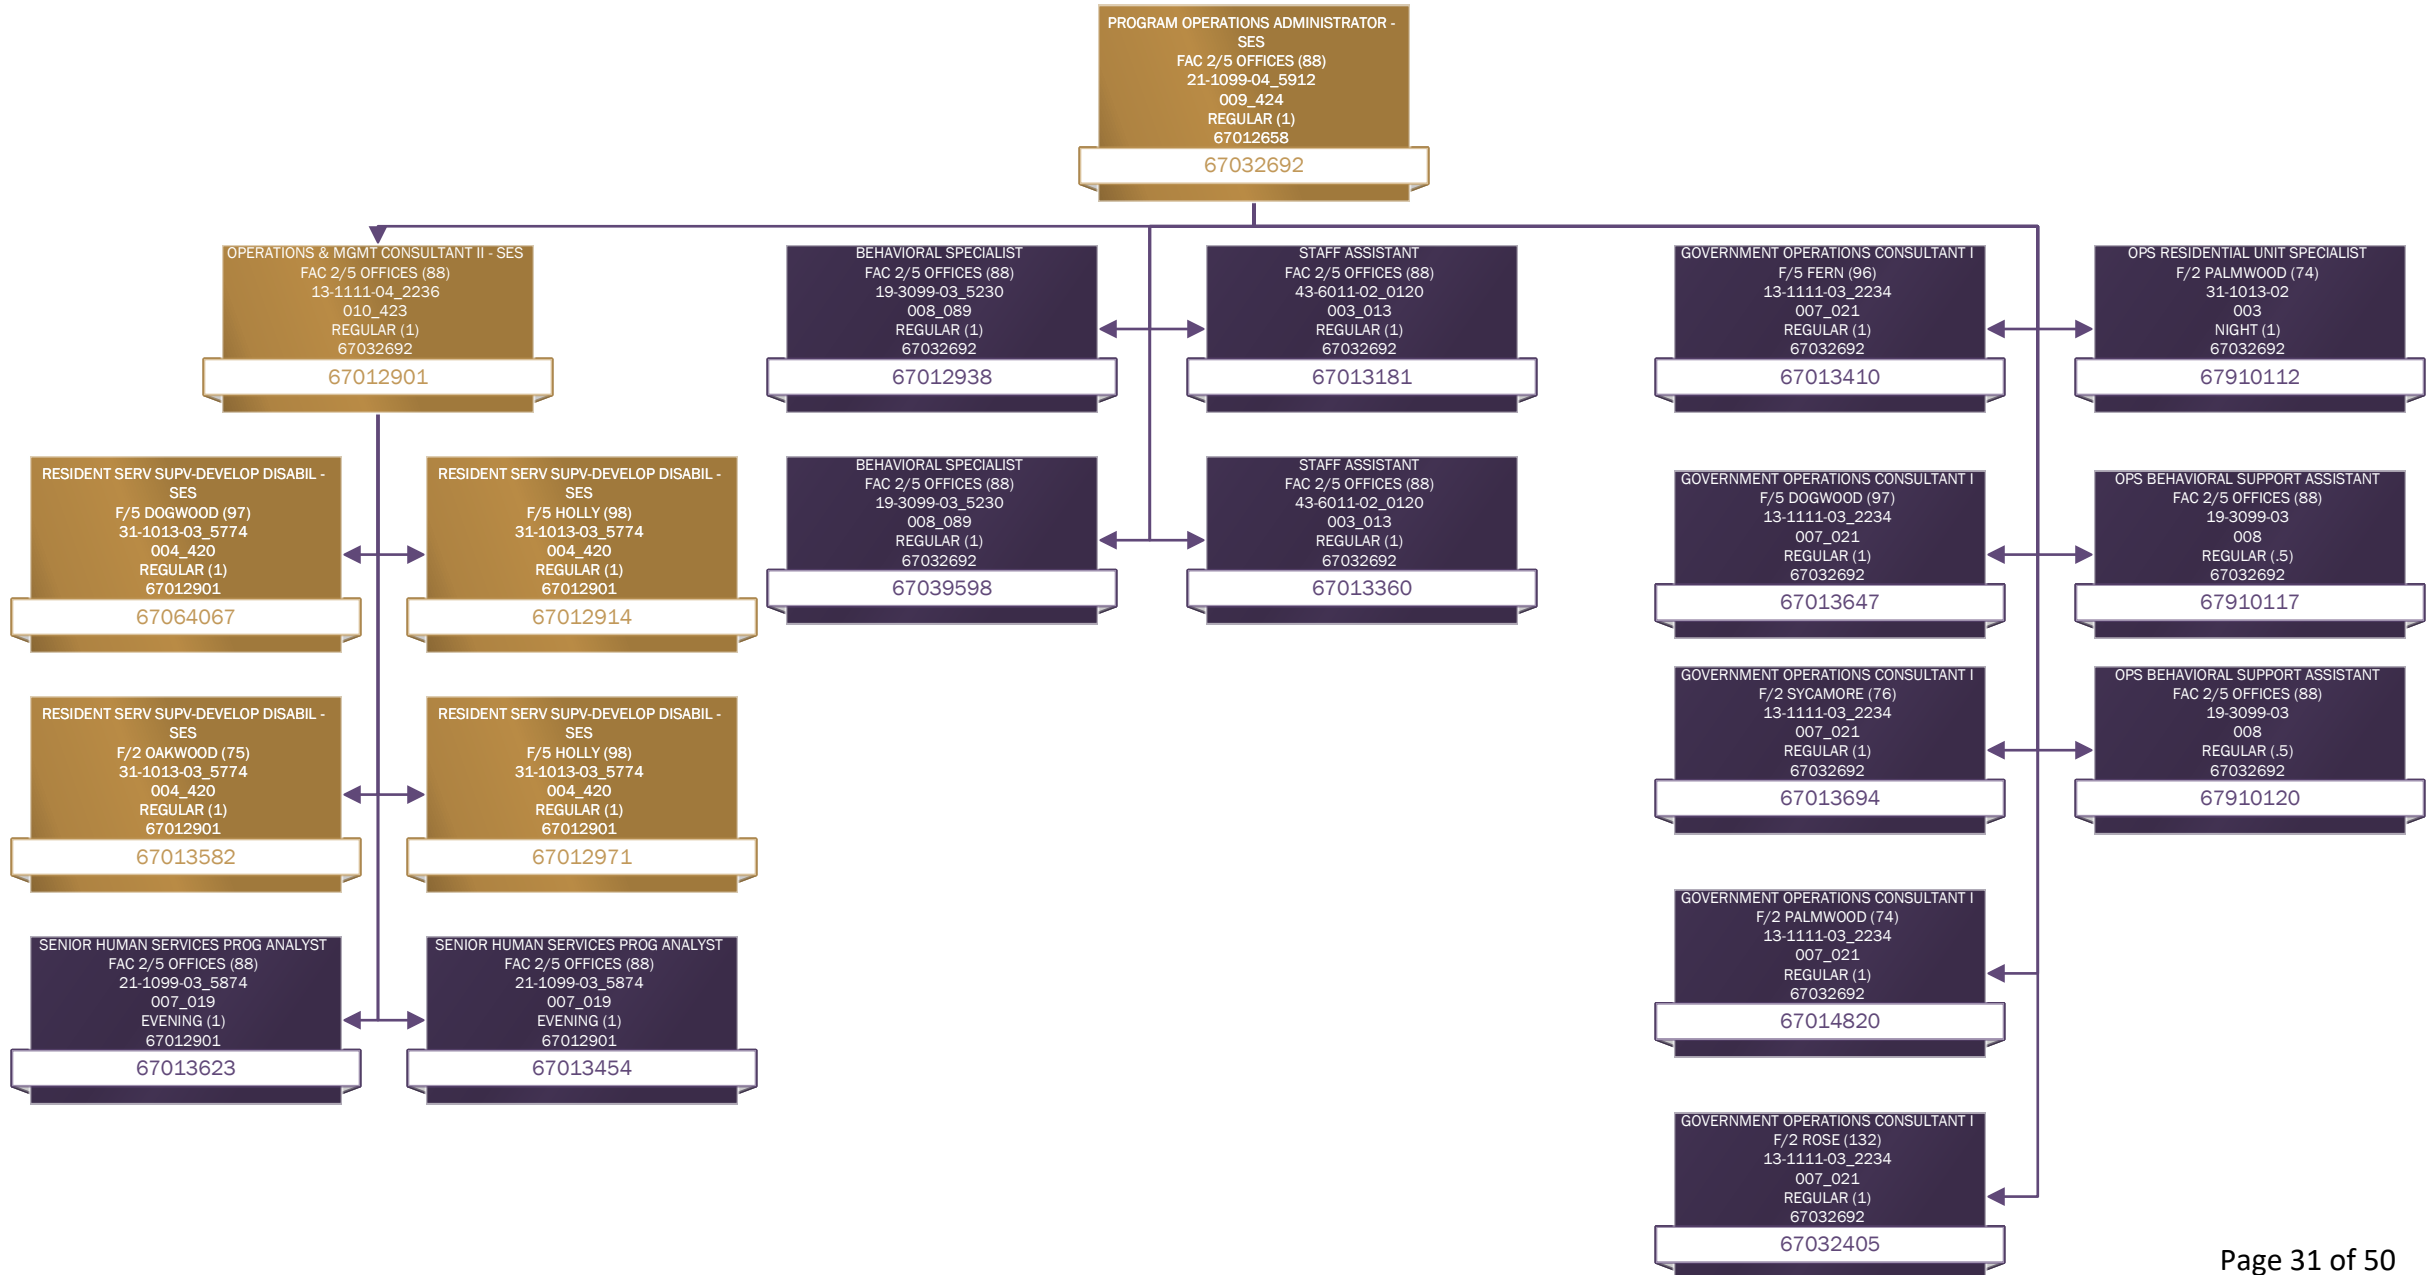 PROGRAM OPERATIONS ADMINISTRATOR -
SES
FAC 2/5 OFFICES (88)
21-1099-04_5912
009_424
REGULAR (1)
67012658
67032692
OPERATIONS & MGMT CONSULTANT II - SES
FAC 2/5 OFFICES (88)
13-1111-04_2236
010_423
REGULAR (1)
67032692
67012901
BEHAVIORAL SPECIALIST
FAC 2/5 OFFICES (88)
19-3099-03_5230
008_089
REGULAR (1)
67032692
67012938
STAFF ASSISTANT
FAC 2/5 OFFICES (88)
43-6011-02_0120
003_013
REGULAR (1)
67032692
67013181
GOVERNMENT OPERATIONS CONSULTANT I
F/5 FERN (96)
13-1111-03_2234
007_021
REGULAR (1)
67032692
67013410
OPS RESIDENTIAL UNIT SPECIALIST
F/2 PALMWOOD (74)
31-1013-02
003
NIGHT (1)
67032692
67910112
RESIDENT SERV SUPV-DEVELOP DISABIL -
SES
F/5 DOGWOOD (97)
31-1013-03_5774
004_420
REGULAR (1)
67012901
67064067
RESIDENT SERV SUPV-DEVELOP DISABIL -
SES
F/5 HOLLY (98)
31-1013-03_5774
004_420
REGULAR (1)
67012901
67012914
BEHAVIORAL SPECIALIST
FAC 2/5 OFFICES (88)
19-3099-03_5230
008_089
REGULAR (1)
67032692
67039598
STAFF ASSISTANT
FAC 2/5 OFFICES (88)
43-6011-02_0120
003_013
REGULAR (1)
67032692
67013360
GOVERNMENT OPERATIONS CONSULTANT I
F/5 DOGWOOD (97)
13-1111-03_2234
007_021
REGULAR (1)
67032692
67013647
OPS BEHAVIORAL SUPPORT ASSISTANT
FAC 2/5 OFFICES (88)
19-3099-03
008
REGULAR (.5)
67032692
67910117
RESIDENT SERV SUPV-DEVELOP DISABIL -
SES
F/2 OAKWOOD (75)
31-1013-03_5774
004_420
REGULAR (1)
67012901
67013582
RESIDENT SERV SUPV-DEVELOP DISABIL -
SES
F/5 HOLLY (98)
31-1013-03_5774
004_420
REGULAR (1)
67012901
67012971
GOVERNMENT OPERATIONS CONSULTANT I
F/2 SYCAMORE (76)
13-1111-03_2234
007_021
REGULAR (1)
67032692
67013694
OPS BEHAVIORAL SUPPORT ASSISTANT
FAC 2/5 OFFICES (88)
19-3099-03
008
REGULAR (.5)
67032692
67910120
SENIOR HUMAN SERVICES PROG ANALYST
FAC 2/5 OFFICES (88)
21-1099-03_5874
007_019
EVENING (1)
67012901
67013623
SENIOR HUMAN SERVICES PROG ANALYST
FAC 2/5 OFFICES (88)
21-1099-03_5874
007_019
EVENING (1)
67012901
67013454
GOVERNMENT OPERATIONS CONSULTANT I
F/2 PALMWOOD (74)
13-1111-03_2234
007_021
REGULAR (1)
67032692
67014820
GOVERNMENT OPERATIONS CONSULTANT I
F/2 ROSE (132)
13-1111-03_2234
007_021
REGULAR (1)
67032692
67032405
Page 31 of 50